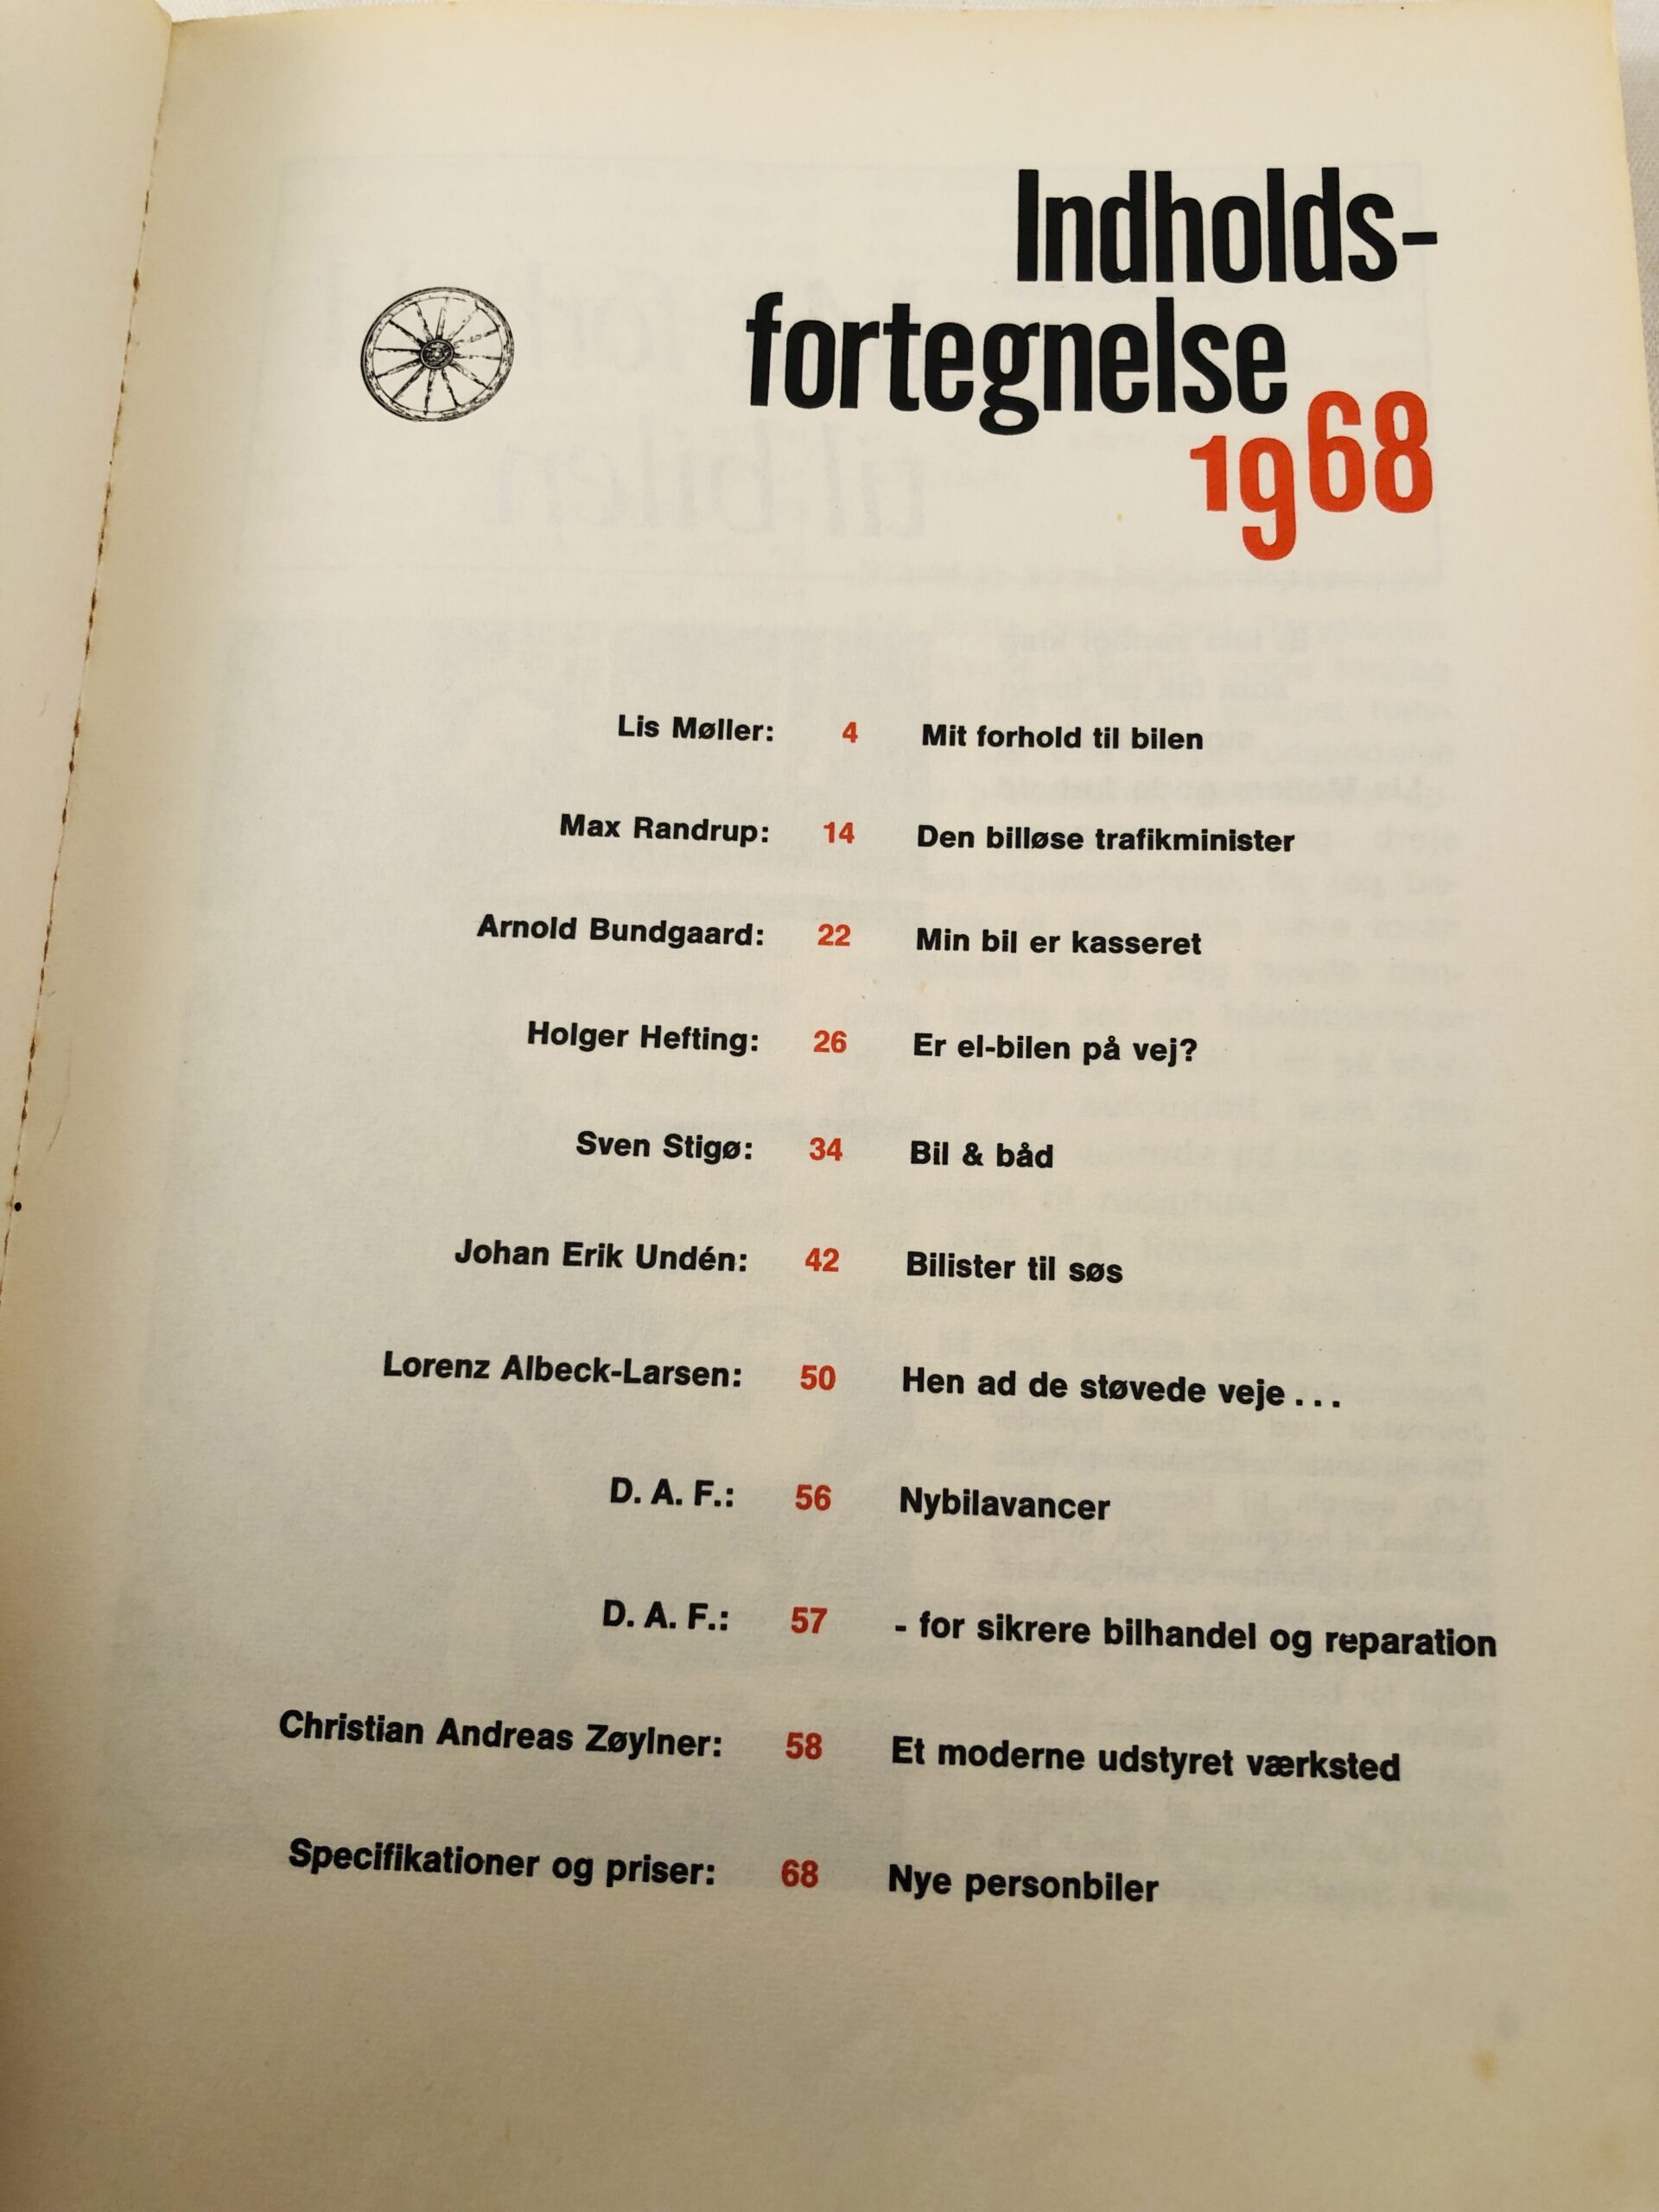 Indholds-
fortegnelse
1968
Lis Møller: 4 Mit forhold til bilen
Max Randrup: 14 Den billøse trafikminister
Arnold Bundgaard: 22 Min bil er kasseret
Holger Hefting: 26 Er el-bilen på vej?
Sven Stigø: 34 Bil & båd
Johan Erik Undén: 42 Bilister til søs
Lorenz Albeck-Larsen: 50 Hen ad de støvede veje...
D. A. F.: 56 Nybilavancer
D. A. F.: 57 - for sikrere bilhandel og reparation
Christian Andreas Zøylner: 58 Et moderne udstyret værksted
Specifikationer og priser: 68 Nye personbiler